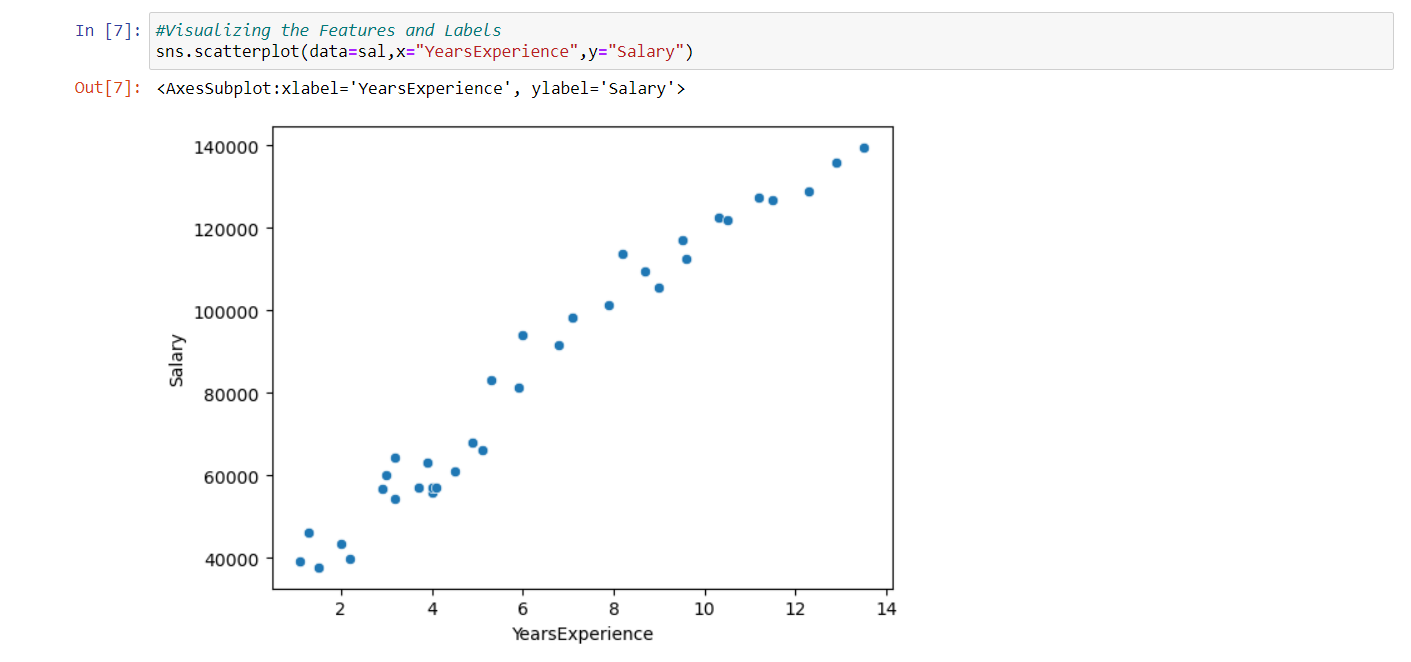 In [7]: #Visualizing the Features and Labels
sns.scatterplot(data=sal,x="YearsExperience",y="Salary")
Out[7]: <AxesSubplot:xlabel='YearsExperience', ylabel='Salary'>
140000
120000
100000
80000
60000
40000
Salary
2 4 6 8 10 12 14
YearsExperience